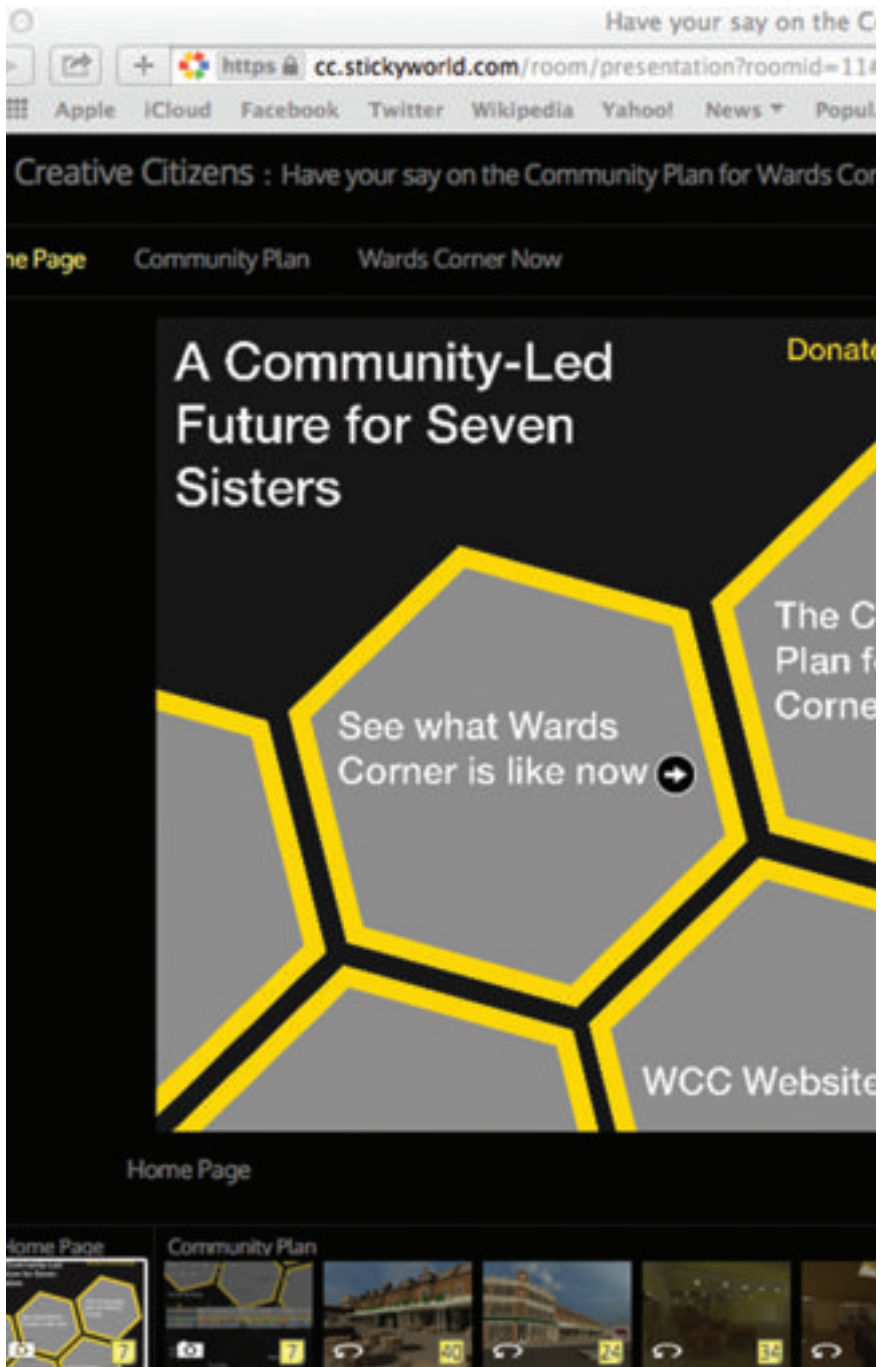 Have your say on the C
https cc.stickyworld.com/room/presentation?roomid=11#
Apple iCloud Facebook Twitter Wikipedia Yahoo! News Popul
Creative Citizens : Have your say on the Community Plan for Wards Cor
me Page Community Plan Wards Corner Now
A Community-Led
Future for Seven
Sisters
Donate
See what Wards
Corner is like now
The C
Plan f
Corne
WCC Website
Home Page
Home Page Community Plan
7 7 40 24 34